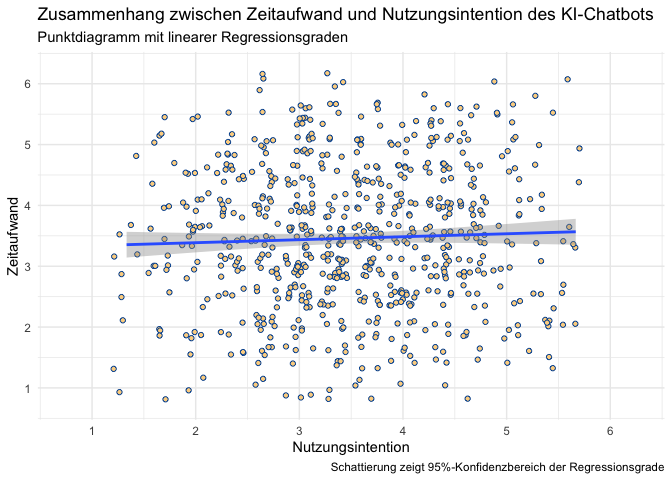 Zusammenhang zwischen Zeitaufwand und Nutzungsintention des KI-Chatbots
Punktdiagramm mit linearer Regressionsgraden
6
5
4
3
2
1
Zeitaufwand
1 2 3 4 5 6
Nutzungsintention
Schattierung zeigt 95%-Konfidenzbereich der Regressionsgrade